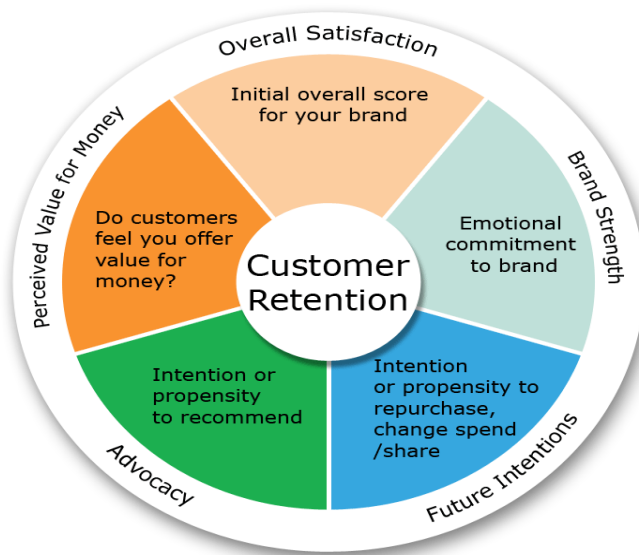 Overall Satisfaction
Initial overall score
for your brand
Brand Strength
Emotional
commitment
to brand
Future Intentions
Intention
or propensity to
repurchase,
change spend
/share
Advocacy
Intention or
propensity
to recommend
Perceived Value for Money
Do customers
feel you offer
value for
money?
Customer
Retention